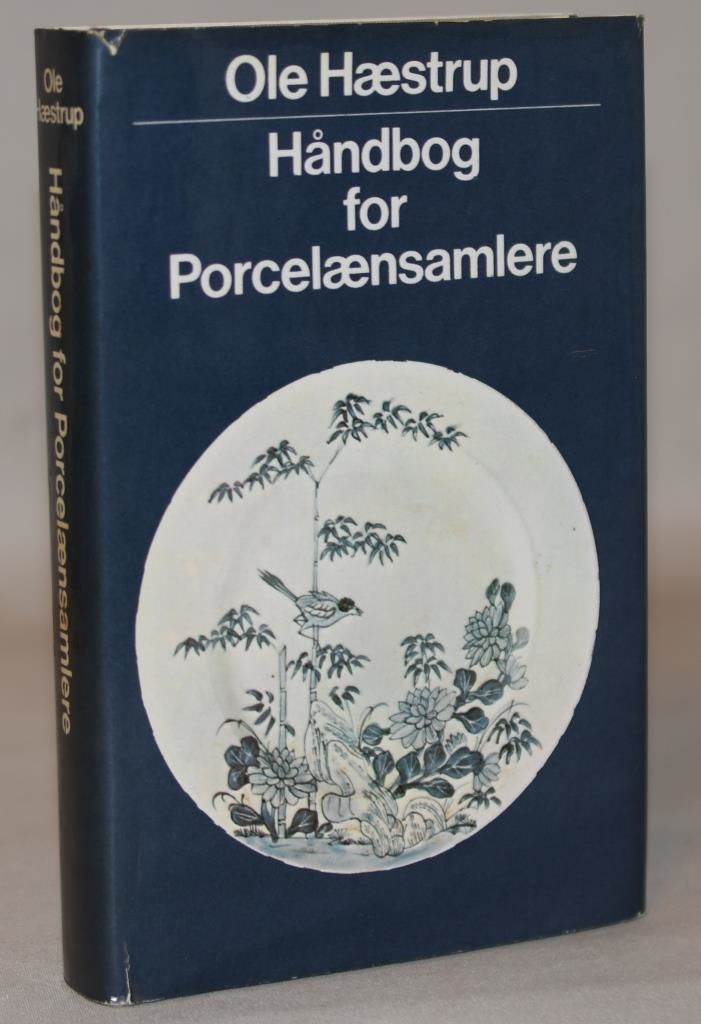 Ole Hæstrup
Håndbog
for
Porcelænsamlere
Ole
Hæstrup
Håndbog for Porcelænsamlere